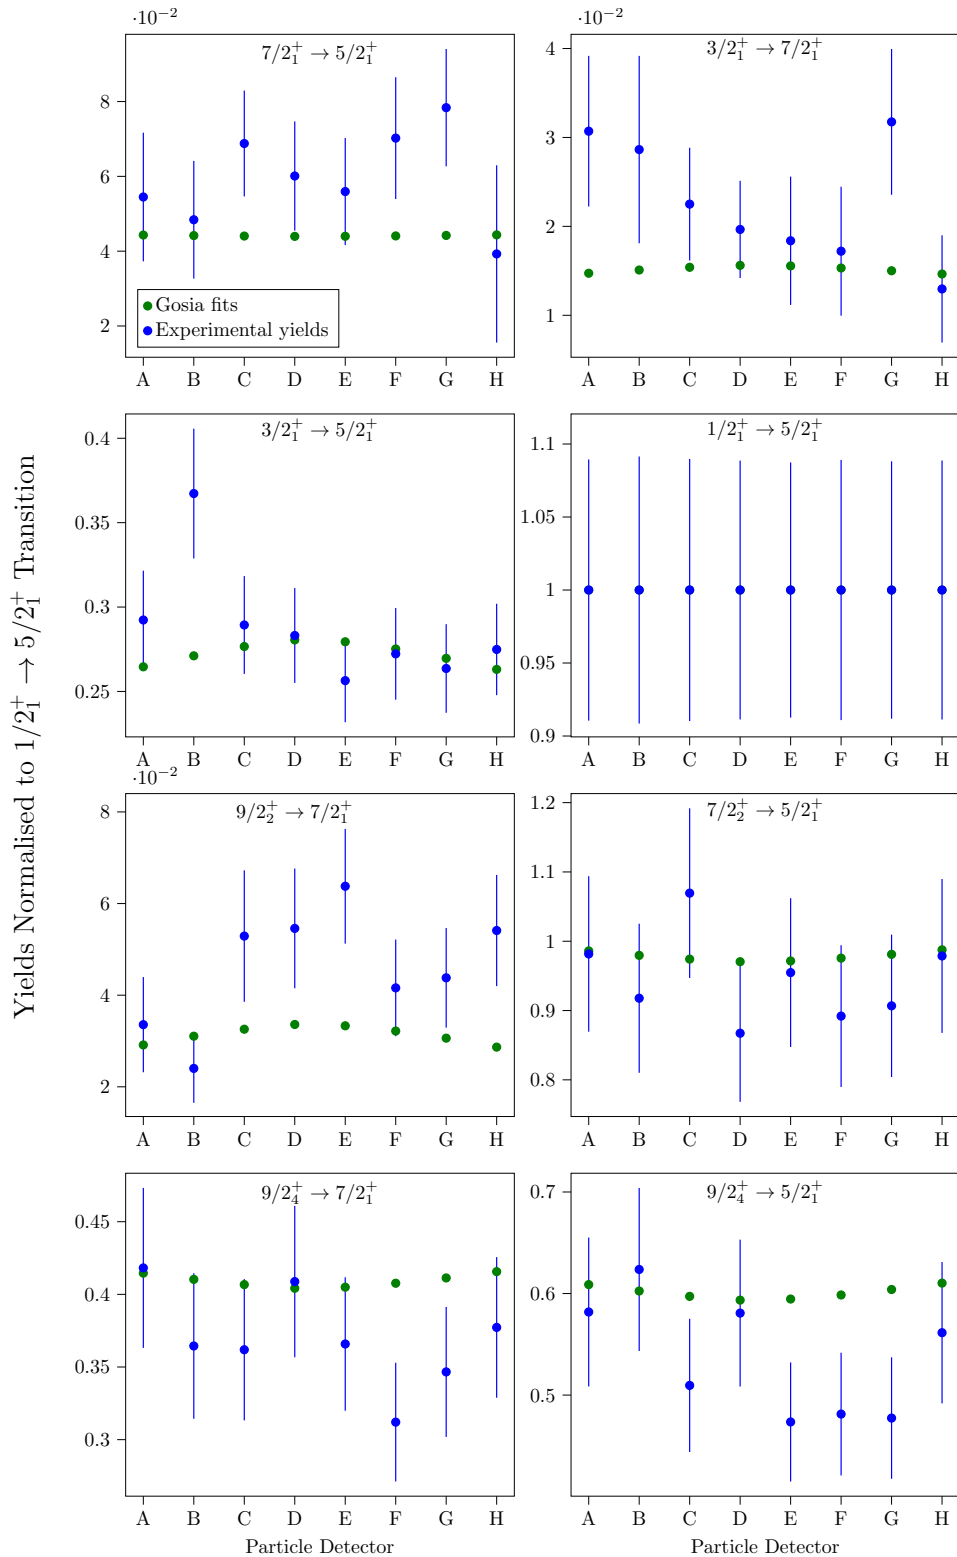 ·10⁻²
7/2₁⁺ → 5/2₁⁺
8
6
4
2
Gosia fits
Experimental yields
A B C D E F G H
·10⁻²
3/2₁⁺ → 7/2₁⁺
4
3
2
1
A B C D E F G H
Yields Normalised to 1/2₁⁺ → 5/2₁⁺ Transition
3/2₁⁺ → 5/2₁⁺
0.4
0.35
0.3
0.25
A B C D E F G H
1/2₁⁺ → 5/2₁⁺
1.1
1.05
1
0.95
0.9
A B C D E F G H
·10⁻²
9/2₂⁺ → 7/2₁⁺
8
6
4
2
A B C D E F G H
7/2₂⁺ → 5/2₁⁺
1.2
1.1
1
0.9
0.8
A B C D E F G H
9/2₄⁺ → 7/2₁⁺
0.45
0.4
0.35
0.3
A B C D E F G H
Particle Detector
9/2₄⁺ → 5/2₁⁺
0.7
0.6
0.5
A B C D E F G H
Particle Detector